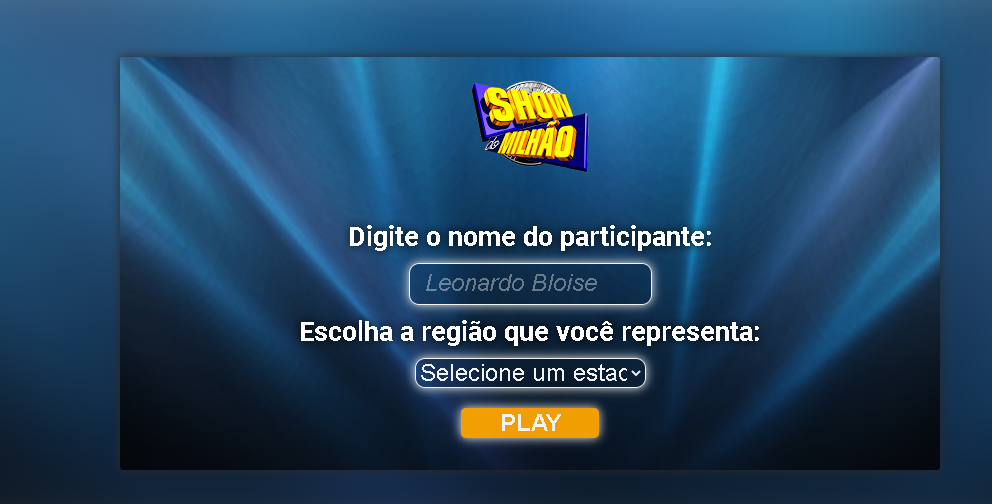 SHOW
do MILHÃO
Digite o nome do participante:
Leonardo Bloise
Escolha a região que você representa:
Selecione um estac
PLAY